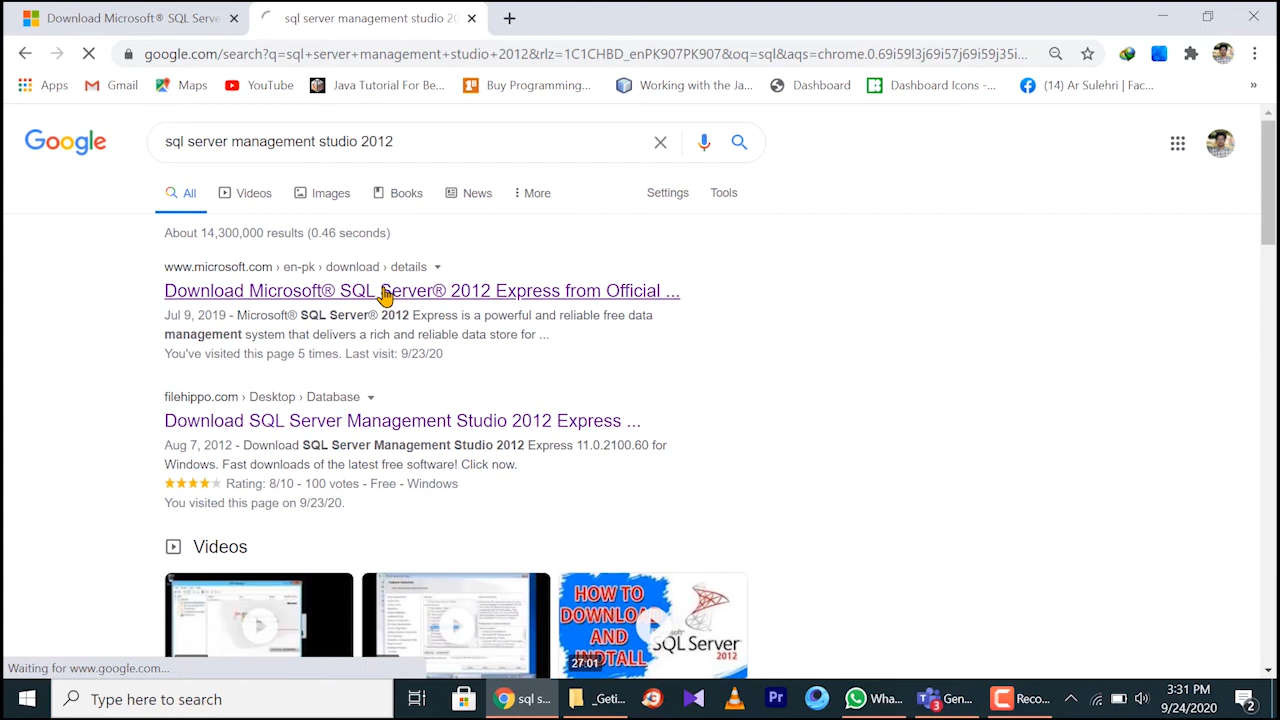 Download Microsoft® SQL Serve
sql server management studio 20
google.com/search?q=sql+server+management+studio+2012&rlz=1C1CHBD_enPK907PK907&oq=sql&aqs=chrome.0.69i59l3j69i57j69i59j35i...
Apps
Gmail
Maps
YouTube
Java Tutorial For Be...
Buy Programming...
Working with the Ja...
Dashboard
Dashboard Icons -...
(14) Ar Sulehri | Fac...
»
Google
sql server management studio 2012
All
Videos
Images
Books
News
More
Settings
Tools
About 14,300,000 results (0.46 seconds)
www.microsoft.com › en-pk › download › details
Download Microsoft® SQL Server® 2012 Express from Official ...
Jul 9, 2019 - Microsoft® SQL Server® 2012 Express is a powerful and reliable free data
management system that delivers a rich and reliable data store for ...
You've visited this page 5 times. Last visit: 9/23/20
filehippo.com › Desktop › Database
Download SQL Server Management Studio 2012 Express ...
Aug 7, 2012 - Download SQL Server Management Studio 2012 Express 11.0.2100.60 for
Windows. Fast downloads of the latest free software! Click now.
Rating: 8/10 - 100 votes - Free - Windows
You visited this page on 9/23/20.
Videos
HOW TO
DOWNLOA
AND
INDTALL
SQL Server
2012
27:01
Waiting for www.google.com...
Type here to search
sql s...
_Geti...
Pr
Wha...
3
Gen...
Reco...
3:31 PM
9/24/2020
2